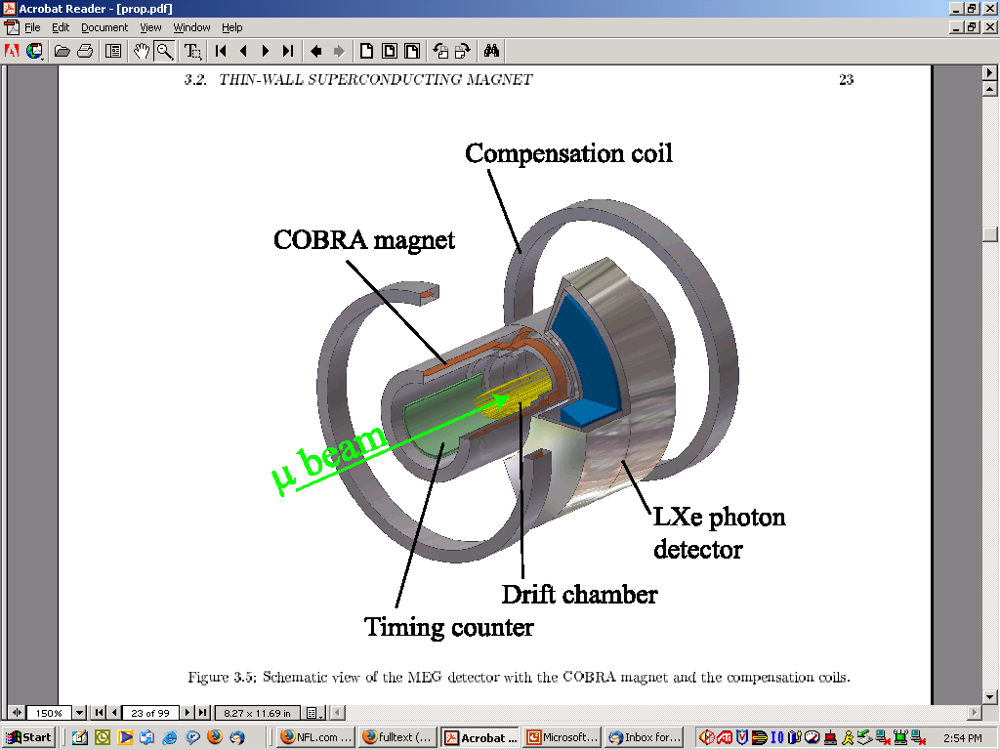 Acrobat Reader - [prop.pdf]
File Edit Document View Window Help
3.2. THIN-WALL SUPERCONDUCTING MAGNET 23
Compensation coil
COBRA magnet
μ beam
LXe photon
detector
Drift chamber
Timing counter
Figure 3.5: Schematic view of the MEG detector with the COBRA magnet and the compensation coils.
150% 23 of 99 8.27 x 11.69 in
Start NFL.com ... fulltext (... Acrobat ... Microsoft... Inbox for... 2:54 PM